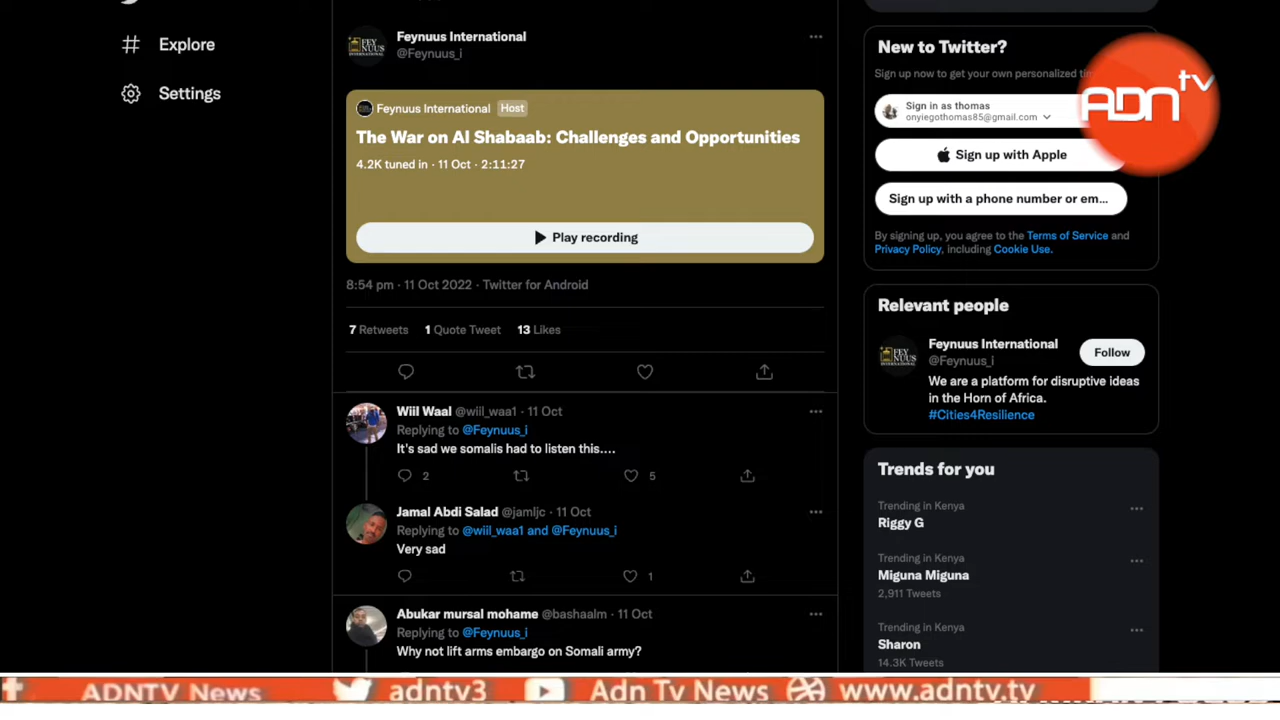 Explore
Settings
Feynuus International
@Feynuus_i
FEY
NUUS
INTERNATIONAL
Feynuus International Host
The War on Al Shabaab: Challenges and Opportunities
4.2K tuned in · 11 Oct · 2:11:27
Play recording
8:54 pm · 11 Oct 2022 · Twitter for Android
7 Retweets 1 Quote Tweet 13 Likes
Wiil Waal @wiil_waa1 · 11 Oct
Replying to @Feynuus_i
It's sad we somalis had to listen this....
2 5
Jamal Abdi Salad @jamljc · 11 Oct
Replying to @wiil_waa1 and @Feynuus_i
Very sad
1
Abukar mursal mohame @bashaalm · 11 Oct
Replying to @Feynuus_i
Why not lift arms embargo on Somali army?
New to Twitter?
Sign up now to get your own personalized
Sign in as thomas
onyiegothomas85@gmail.com
Sign up with Apple
Sign up with a phone number or em...
By signing up, you agree to the Terms of Service and
Privacy Policy, including Cookie Use.
ADN tv
Relevant people
FEY
NUUS
Feynuus International
@Feynuus_i
Follow
We are a platform for disruptive ideas
in the Horn of Africa.
#Cities4Resilience
Trends for you
Trending in Kenya
Riggy G
Trending in Kenya
Miguna Miguna
2,911 Tweets
Trending in Kenya
Sharon
14.3K Tweets
ADNTV News adntv3 Adn Tv News www.adntv.tv